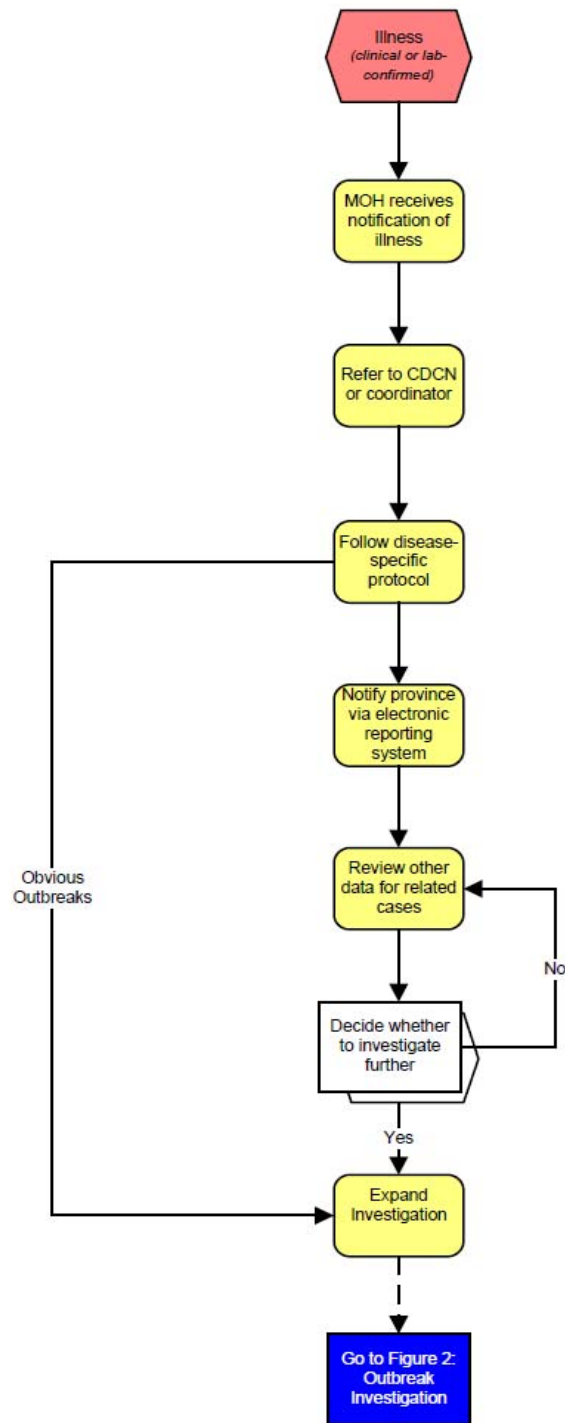 Illness
(clinical or lab-
confirmed)
MOH receives
notification of
illness
Refer to CDCN
or coordinator
Follow disease-
specific
protocol
Notify province
via electronic
reporting
system
Obvious
Outbreaks
Review other
data for related
cases
No
Decide whether
to investigate
further
Yes
Expand
Investigation
Go to Figure 2:
Outbreak
Investigation